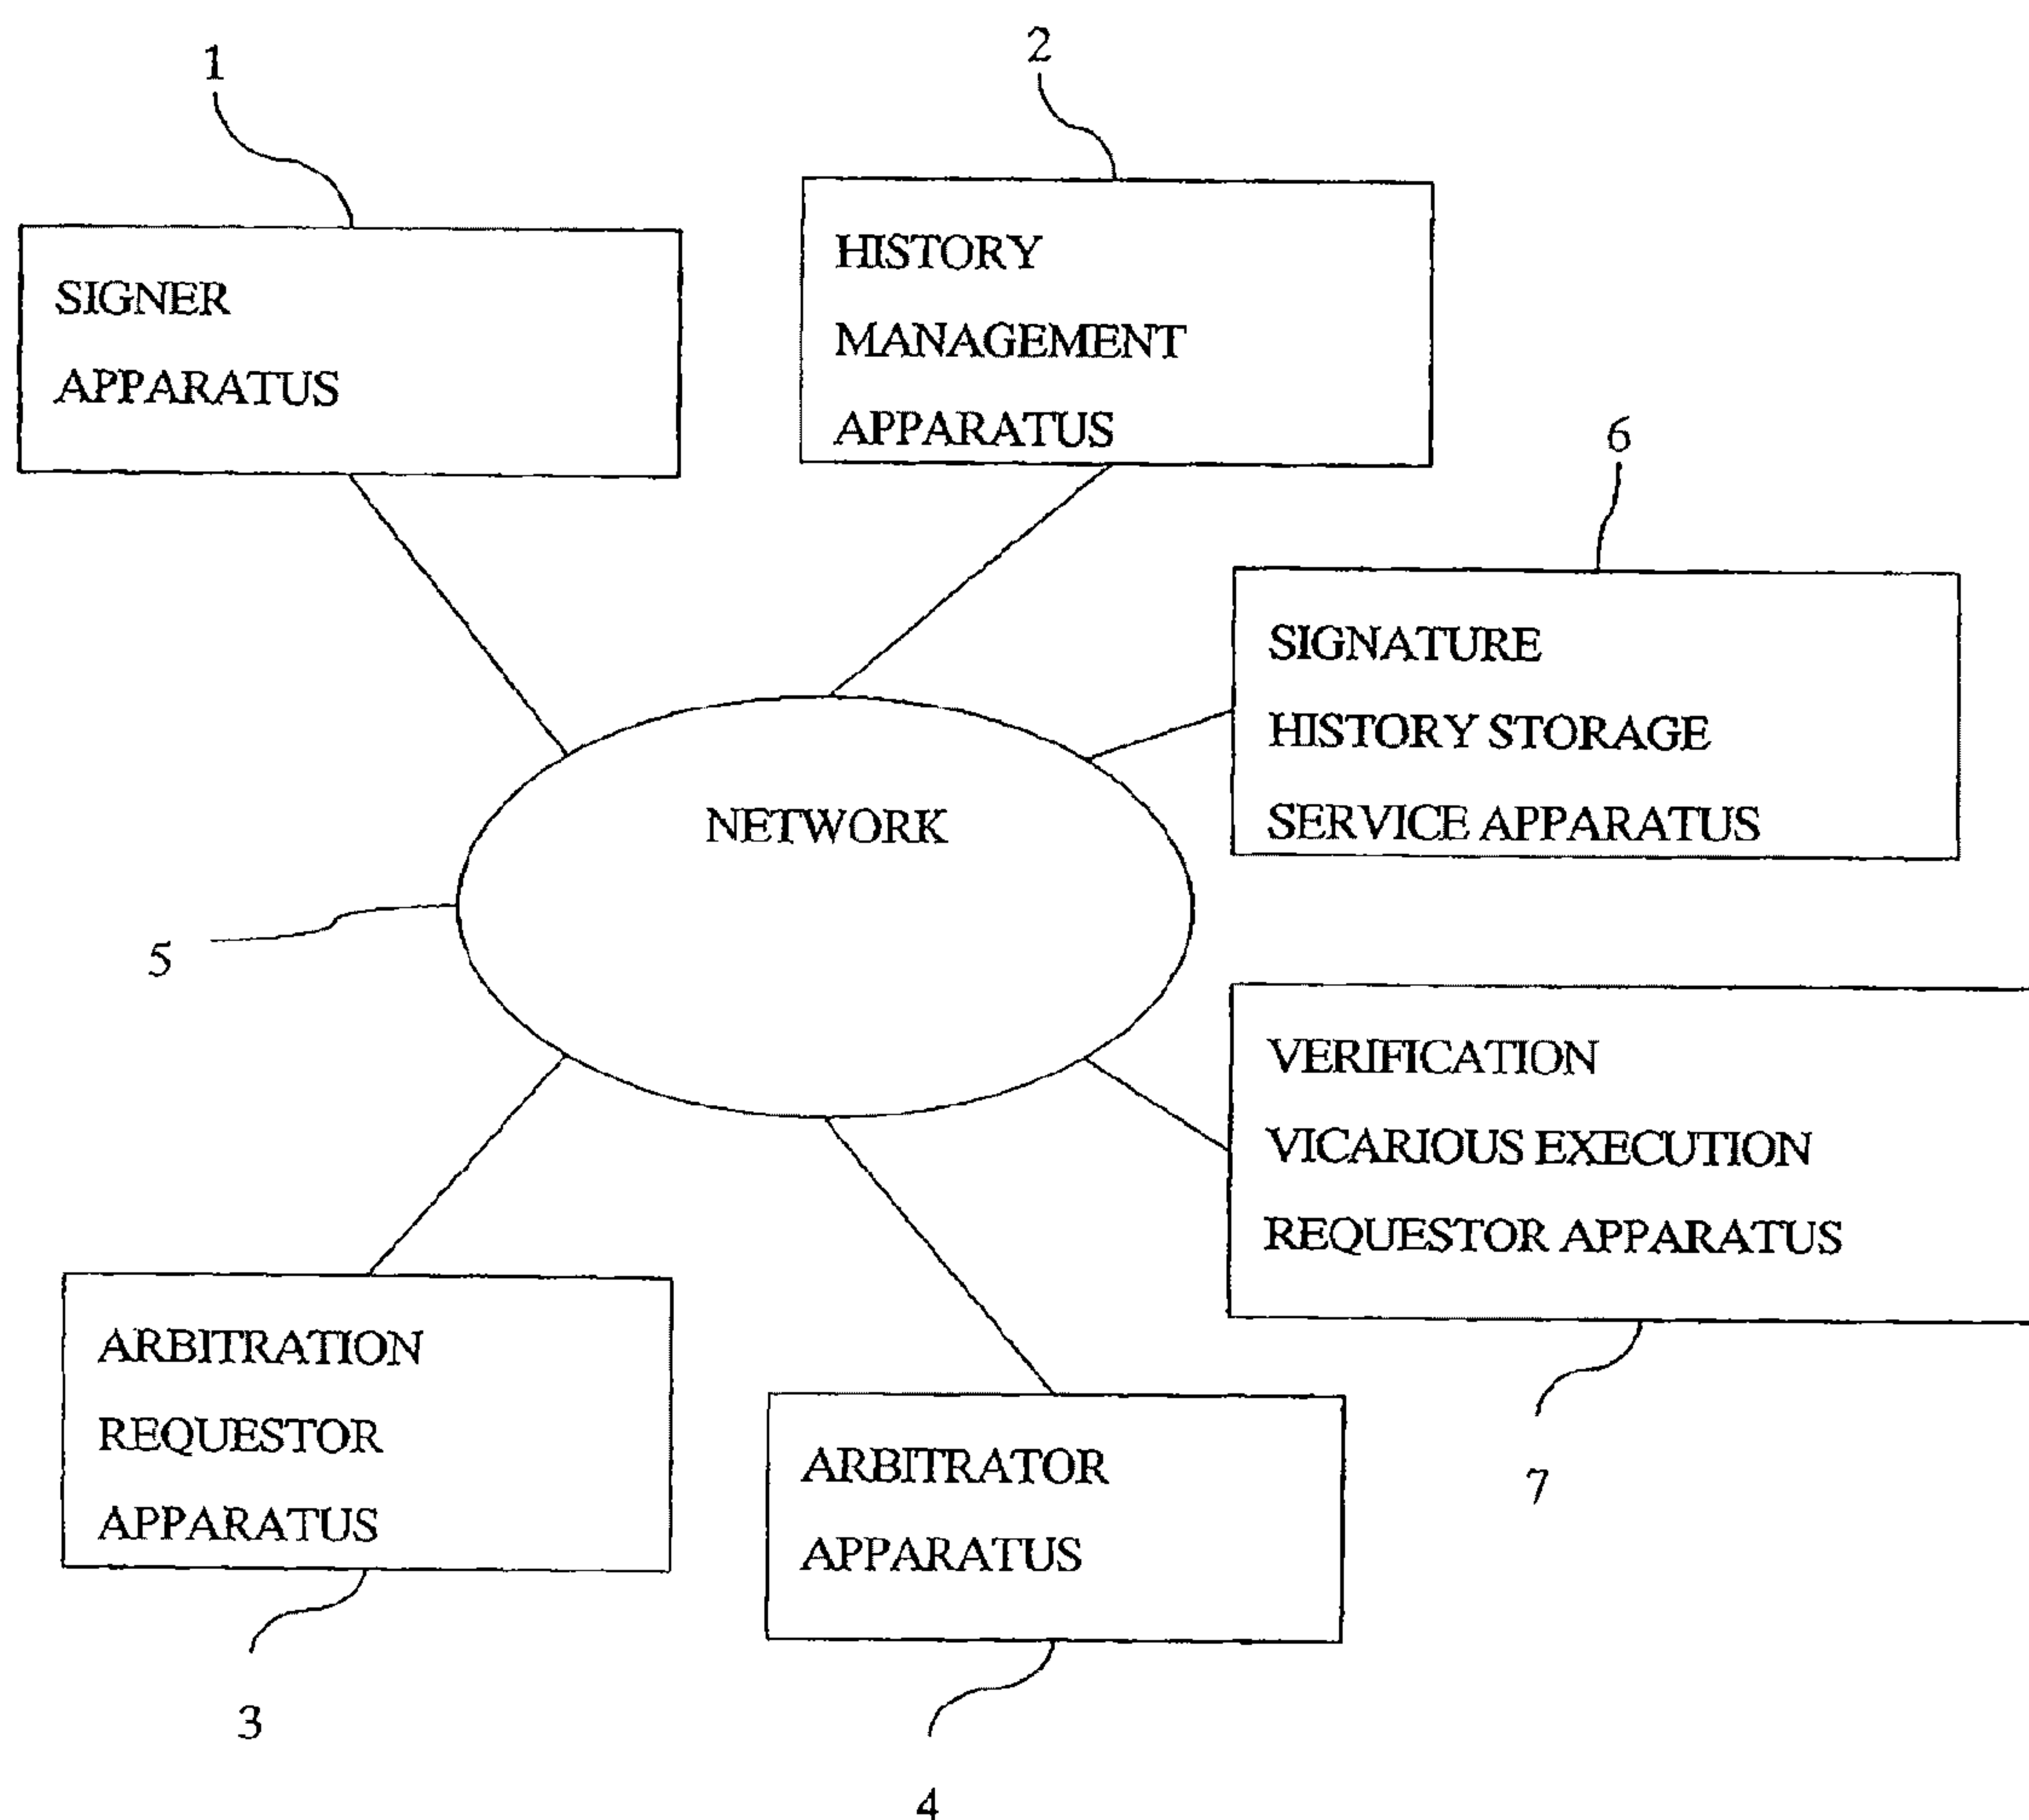 1
2
SIGNER
APPARATUS
HISTORY
MANAGEMENT
APPARATUS
6
SIGNATURE
HISTORY STORAGE
SERVICE APPARATUS
NETWORK
5
VERIFICATION
VICARIOUS EXECUTION
REQUESTOR APPARATUS
7
ARBITRATION
REQUESTOR
APPARATUS
3
ARBITRATOR
APPARATUS
4